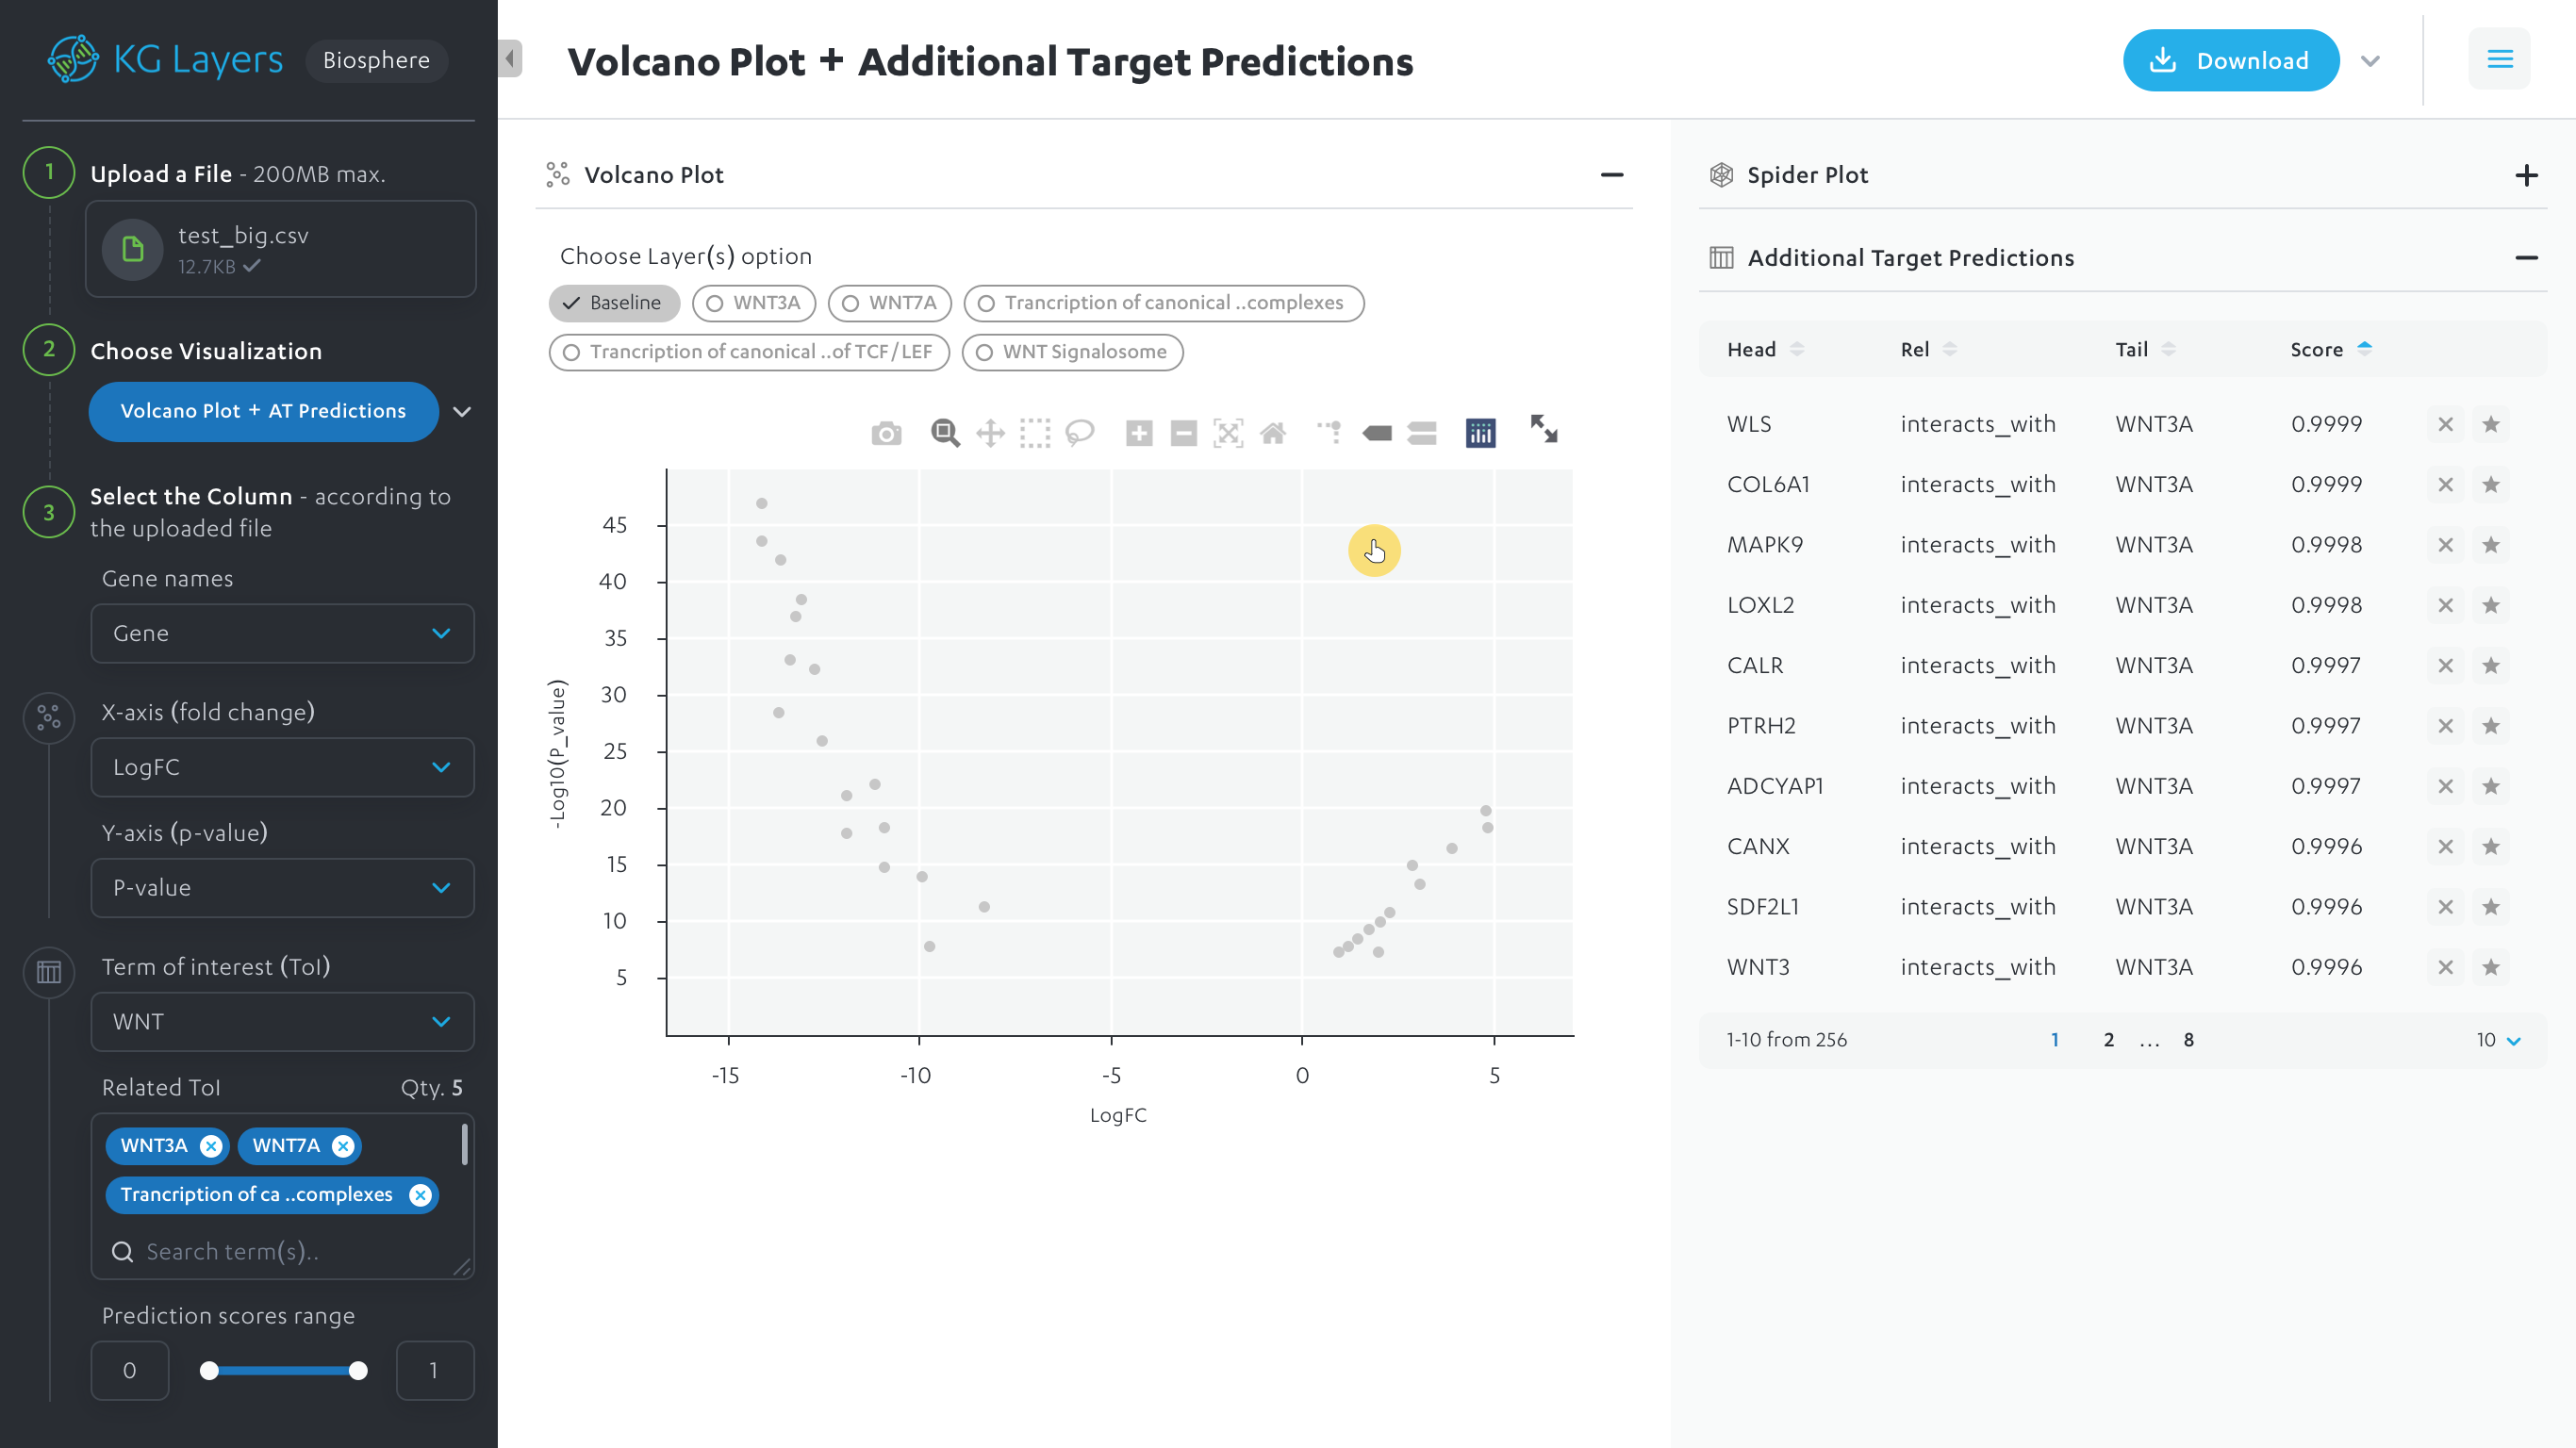 KG Layers
Biosphere
1
Upload a File - 200MB max.
test_big.csv
12.7KB
2
Choose Visualization
Volcano Plot + AT Predictions
3
Select the Column - according to
the uploaded file
Gene names
Gene
X-axis (fold change)
LogFC
Y-axis (p-value)
P-value
Term of interest (ToI)
WNT
Related ToI Qty. 5
WNT3A WNT7A
Trancription of ca ..complexes
Search term(s)..
Prediction scores range
0 1
Volcano Plot + Additional Target Predictions
Download
Volcano Plot
Choose Layer(s) option
Baseline WNT3A WNT7A Trancription of canonical ..complexes
Trancription of canonical ..of TCF/LEF WNT Signalosome
-Log10(P_value)
45
40
35
30
25
20
15
10
5
-15 -10 -5 0 5
LogFC
Spider Plot
Additional Target Predictions
Head Rel Tail Score
WLS interacts_with WNT3A 0.9999
COL6A1 interacts_with WNT3A 0.9999
MAPK9 interacts_with WNT3A 0.9998
LOXL2 interacts_with WNT3A 0.9998
CALR interacts_with WNT3A 0.9997
PTRH2 interacts_with WNT3A 0.9997
ADCYAP1 interacts_with WNT3A 0.9997
CANX interacts_with WNT3A 0.9996
SDF2L1 interacts_with WNT3A 0.9996
WNT3 interacts_with WNT3A 0.9996
1-10 from 256 1 2 ... 8 10